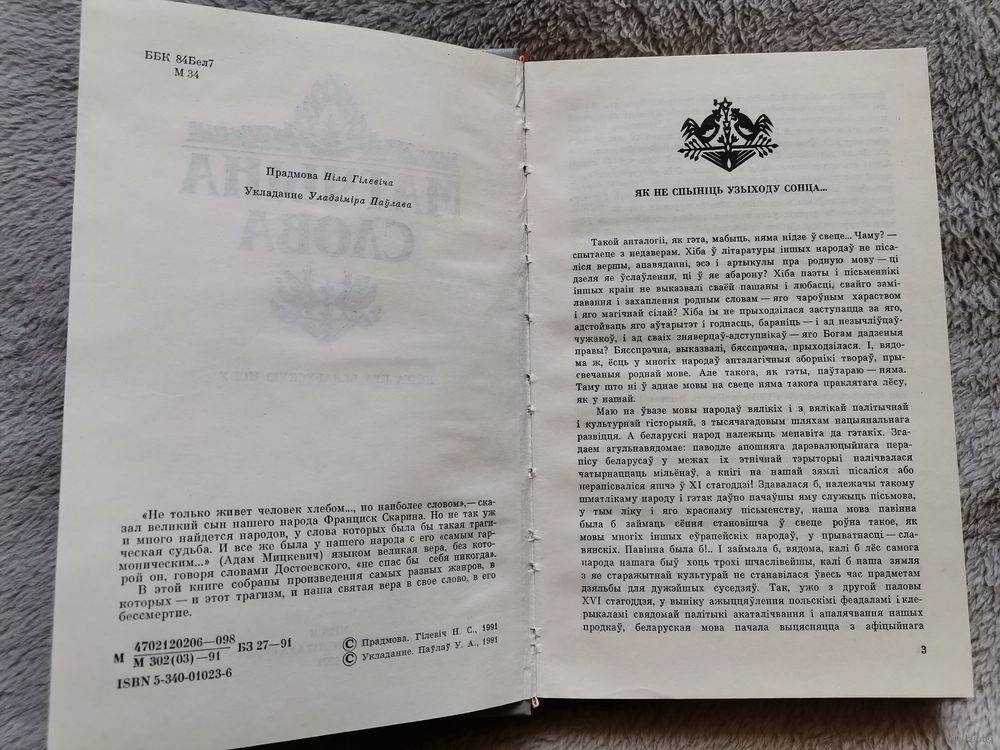 ББК 84Бел7
М 34
Прадмова Ніла Гілевіча
Укладанне Уладзіміра Паўлава
«Не только живет человек хлебом..., но наиболее словом»,— ска-
зал великий сын нашего народа Франциск Скарина. Но не так уж
и много найдется народов, у слова которых была бы такая траги-
ческая судьба. И все же была у нашего народа с его «самым гар-
моническим...» (Адам Мицкевич) языком великая вера, без кото-
рой он, говоря словами Достоевского, «не спас бы себя никогда».
В этой книге собраны произведения самых разных жанров, в
которых — и этот трагизм, и наша святая вера в свое слово, в его
бессмертие.
М 4702120206—098
М 302(03)—91
БЗ 27—91
ISBN 5-340-01023-6
© Прадмова. Гілевіч Н. С., 1991
© Укладанне. Паўлаў У. А., 1991
ЯК НЕ СПЫНІЦЬ УЗЫХОДУ СОНЦА...
Такой анталогіі, як гэта, мабыць, няма нідзе ў свеце... Чаму? —
спытаеце з недаверам. Хіба ў літаратуры іншых народаў не піса-
ліся вершы, апавяданні, эсэ і артыкулы пра родную мову — ці
дзеля яе ўслаўлення, ці ў яе абарону? Хіба паэты і пісьменнікі
іншых краін не выказвалі сваёй пашаны і любасці, свайго замі-
лавання і захаплення родным словам — яго чароўным хараством
і яго магічнай сілай? Хіба ім не прыходзілася заступацца за яго,
адстойваць яго аўтарытэт і годнасць, бараніць — і ад незычліўцаў-
чужакоў, і ад сваіх зняверцаў-адступнікаў — яго Богам дадзеныя
правы? Бясспрэчна, выказвалі, бясспрэчна, прыходзілася. І, вядо-
ма ж, ёсць у многіх народаў анталагічныя зборнікі твораў, пры-
свечаныя роднай мове. Але такога, як гэты, паўтараю — няма.
Таму што ні ў аднае мовы на свеце няма такога праклятага лёсу,
як у нашай.
Маю на ўвазе мовы народаў вялікіх і з вялікай палітычнай
і культурнай гісторыяй, з тысячагадовым шляхам нацыянальнага
развіцця. А беларускі народ належыць менавіта да гэтакіх. Зга-
даем агульнавядомае: паводле апошняга дарэвалюцыйнага пера-
пісу беларусаў у межах іх этнічнай тэрыторыі налічвалася
чатырнаццаць мільёнаў, а кнігі на нашай зямлі пісаліся або
перапісваліся яшчэ ў XI стагоддзі! Здавалася б, належачы такому
шматлікаму народу і гэтак даўно пачаўшы яму служыць пісьмова,
у тым ліку і яго краснаму пісьменству, наша мова павінна
была б займаць сёння становішча ў свеце роўна такое, як
мовы многіх іншых еўрапейскіх народаў, у прыватнасці — сла-
вянскіх. Павінна была б!.. І займала б, вядома, калі б лёс самога
народа нашага быў хоць трохі шчаслівейшы, калі б наша зямля
з яе старажытнай культурай не станавілася ўвесь час прадметам
дзяльбы для дужэйшых суседзяў. Так, ужо з другой паловы
XVI стагоддзя, у выніку ажыццяўлення польскімі феадаламі і кле-
рыкаламі свядомай палітыкі акаталічвання і апалячвання нашых
продкаў, беларуская мова пачала выцясняцца з афіцыйнага
3